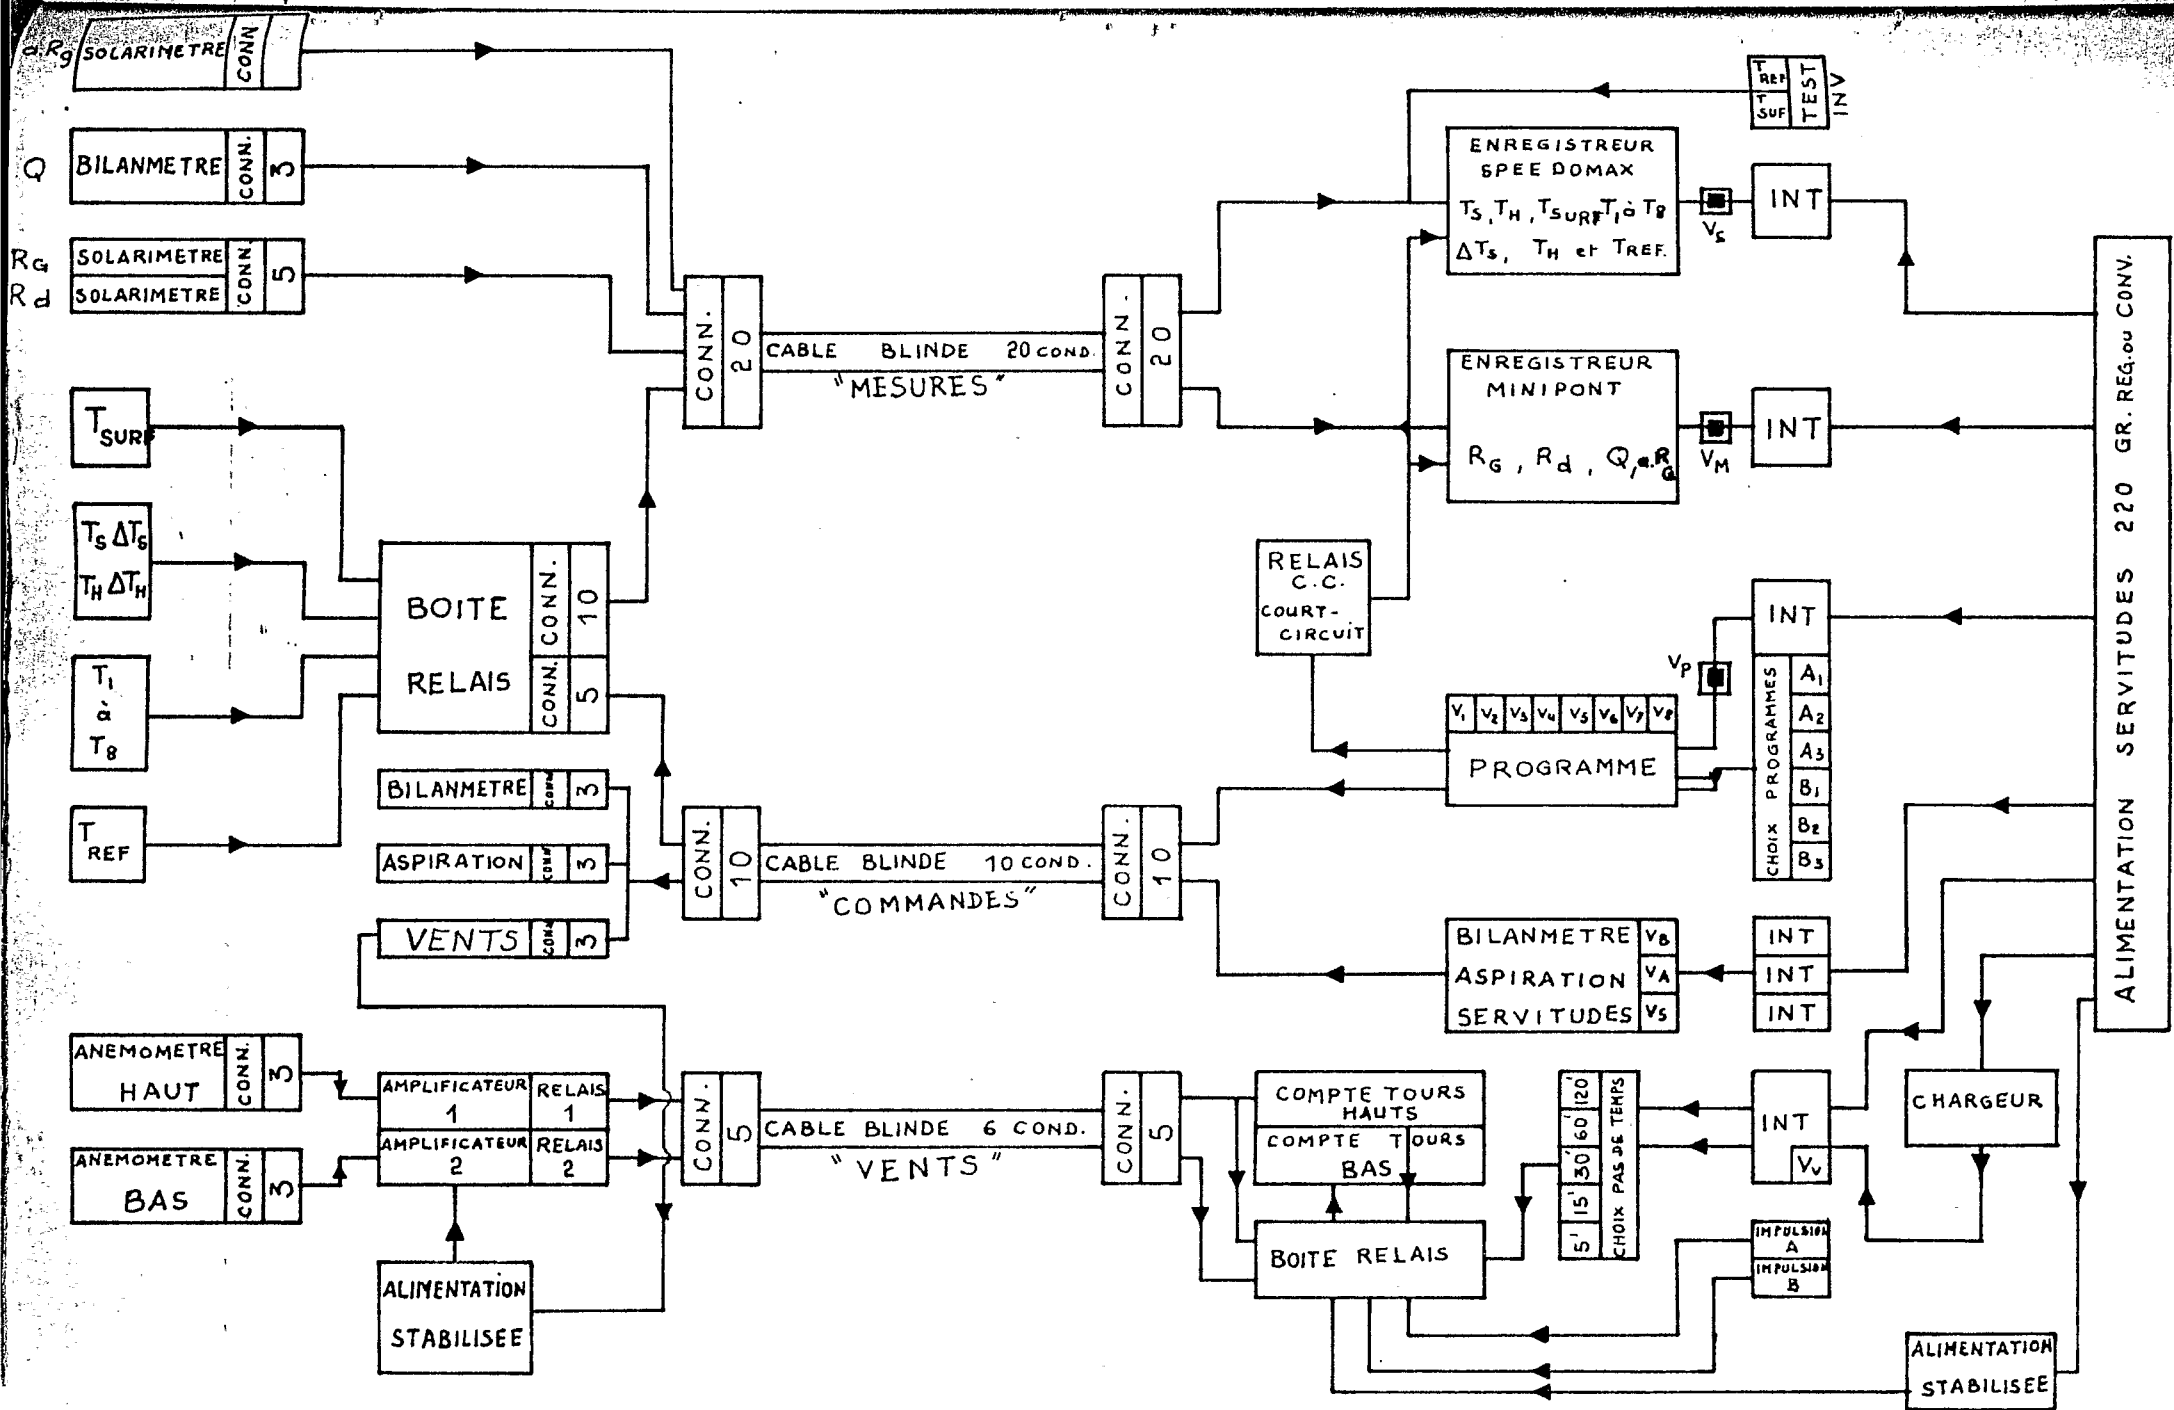 a.Rg SOLARIMETRE CONN
Q BILANMETRE CONN. 3
RG SOLARIMETRE CONN. 5
Rd SOLARIMETRE
TSURF
TS ΔTS
TH ΔTH
T1
à
T8
T
REF
BOITE
RELAIS
CONN. 10
CONN. 5
BILANMETRE CONN 3
ASPIRATION CONN 3
VENTS CONN 3
ANEMOMETRE
HAUT
CONN. 3
ANEMOMETRE
BAS
CONN. 3
AMPLIFICATEUR
1
RELAIS
1
AMPLIFICATEUR
2
RELAIS
2
ALIMENTATION
STABILISEE
CONN. 20
CABLE BLINDE 20 COND.
"MESURES"
CONN. 20
CONN. 10
CABLE BLINDE 10 COND.
"COMMANDES"
CONN. 10
CONN. 5
CABLE BLINDE 6 COND.
"VENTS"
CONN. 5
T REF
T SUF
TEST
INV
ENREGISTREUR
SPEEDOMAX
TS, TH, TSURF T1 à T8
ΔTS, TH et TREF.
VS
INT
ENREGISTREUR
MINIPONT
RG, Rd, Q, a.RG
VM
INT
RELAIS
C.C.
COURT-
CIRCUIT
INT
VP
V1 V2 V3 V4 V5 V6 V7 V8
PROGRAMME
CHOIX PROGRAMMES
A1
A2
A3
B1
B2
B3
BILANMETRE VB
ASPIRATION VA
SERVITUDES VS
INT
INT
INT
COMPTE TOURS
HAUTS
COMPTE TOURS
BAS
BOITE RELAIS
5' 15' 30' 60' 120'
CHOIX PAS DE TEMPS
INT
VV
IMPULSION
A
IMPULSION
B
CHARGEUR
ALIMENTATION
STABILISEE
ALIMENTATION SERVITUDES 220 GR. REG. OU CONV.